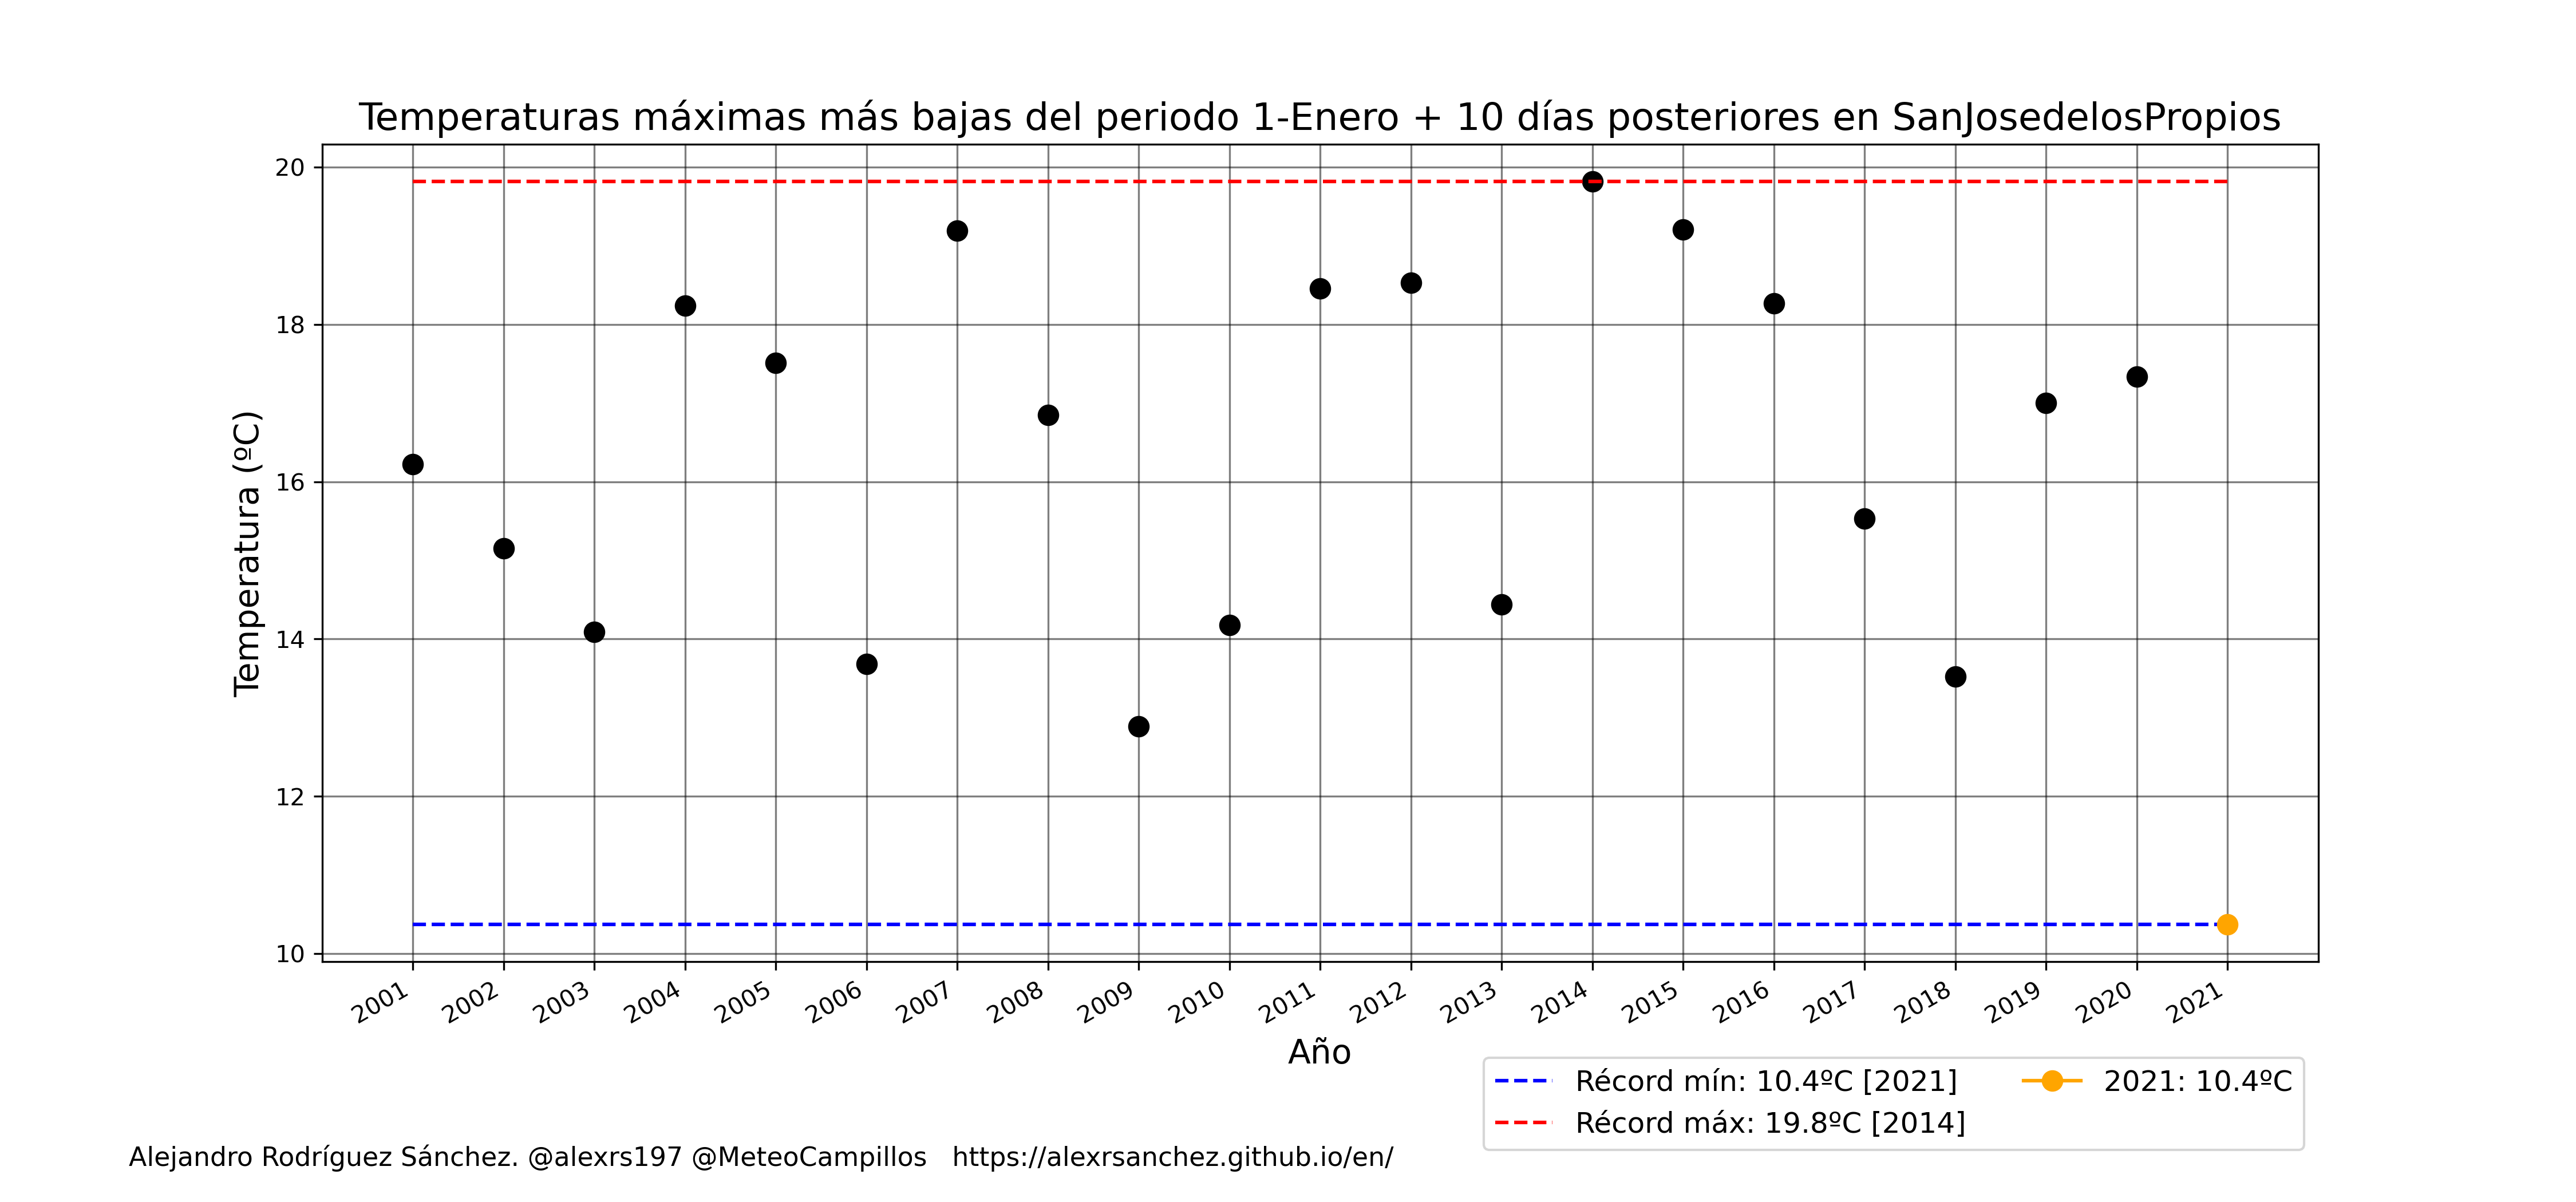 Temperaturas máximas más bajas del periodo 1-Enero + 10 días posteriores en SanJosedelosPropios
Temperatura (ºC)
20
18
16
14
12
10
2001 2002 2003 2004 2005 2006 2007 2008 2009 2010 2011 2012 2013 2014 2015 2016 2017 2018 2019 2020 2021
Año
Récord mín: 10.4ºC [2021]
Récord máx: 19.8ºC [2014]
2021: 10.4ºC
Alejandro Rodríguez Sánchez. @alexrs197 @MeteoCampillos https://alexrsanchez.github.io/en/